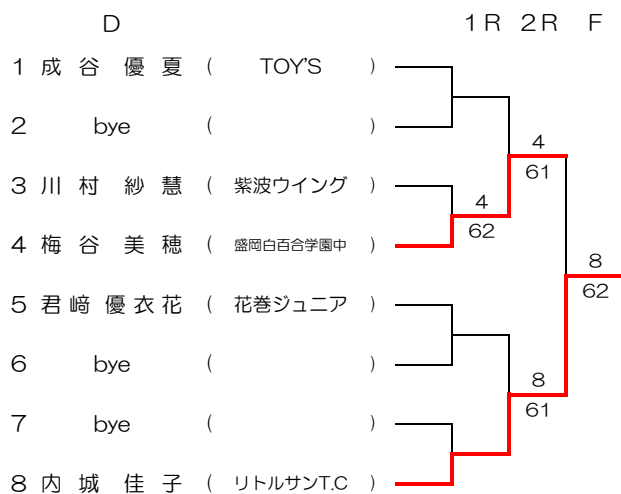 D 1R 2R F
1 成谷 優夏 ( TOY'S )
2 bye ( )
4
61
3 川村 紗慧 ( 紫波ウイング )
4
62
4 梅谷 美穂 ( 盛岡白百合学園中 )
8
62
5 君﨑 優衣花 ( 花巻ジュニア )
6 bye ( )
8
61
7 bye ( )
8 内城 佳子 ( リトルサンT.C )